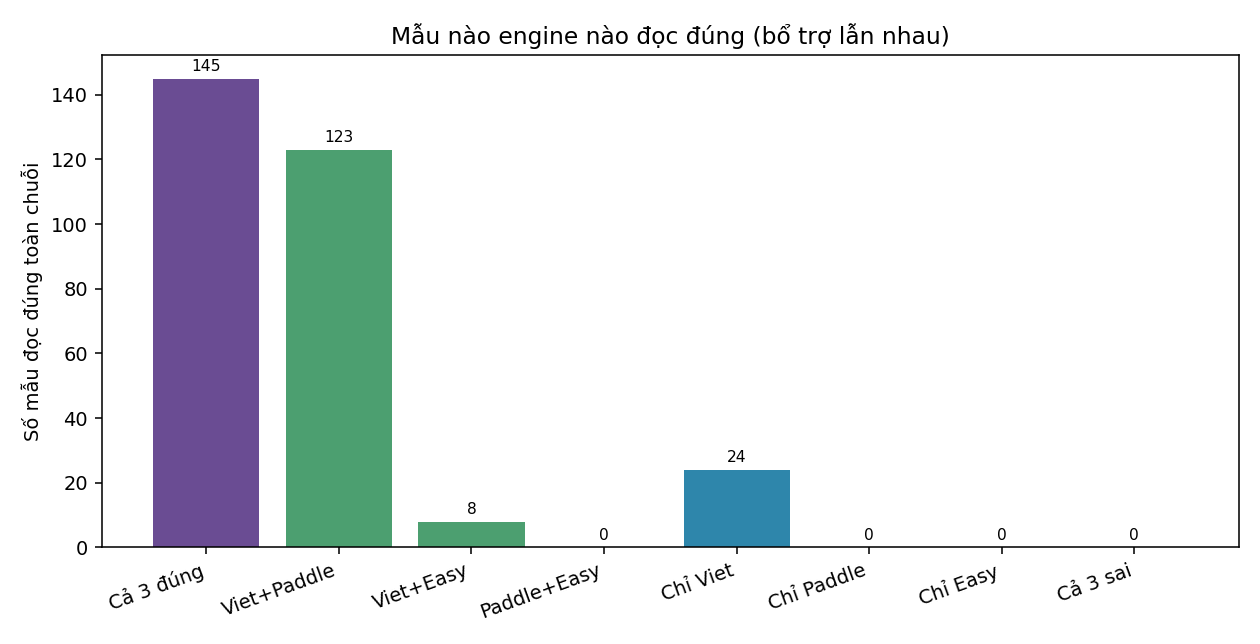 Mẫu nào engine nào đọc đúng (bổ trợ lẫn nhau)
Số mẫu đọc đúng toàn chuỗi
140
120
100
80
60
40
20
0
145
123
8
0
24
0
0
0
Cả 3 đúng
Viet+Paddle
Viet+Easy
Paddle+Easy
Chỉ Viet
Chỉ Paddle
Chỉ Easy
Cả 3 sai